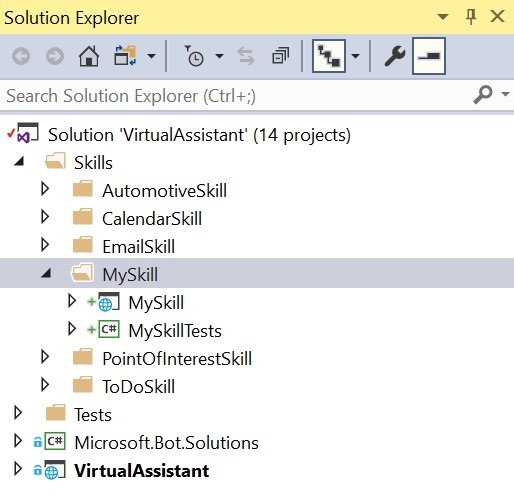 Solution Explorer
Search Solution Explorer (Ctrl+;)
Solution 'VirtualAssistant' (14 projects)
Skills
AutomotiveSkill
CalendarSkill
EmailSkill
MySkill
MySkill
C# MySkillTests
PointOfInterestSkill
ToDoSkill
Tests
C# Microsoft.Bot.Solutions
VirtualAssistant